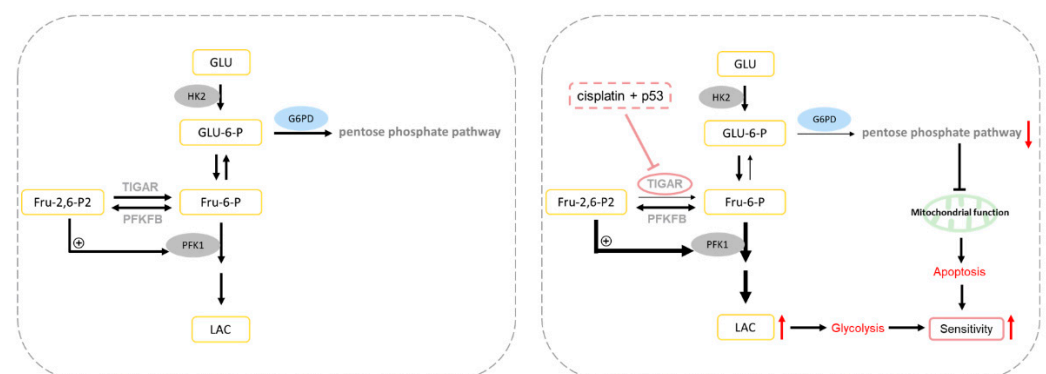 GLU
HK2
G6PD
GLU-6-P
pentose phosphate pathway
TIGAR
Fru-2,6-P2
Fru-6-P
PFKFB
PFK1
LAC
GLU
cisplatin + p53
HK2
G6PD
GLU-6-P
pentose phosphate pathway
TIGAR
Fru-2,6-P2
Fru-6-P
PFKFB
Mitochondrial function
PFK1
Apoptosis
LAC
Glycolysis
Sensitivity